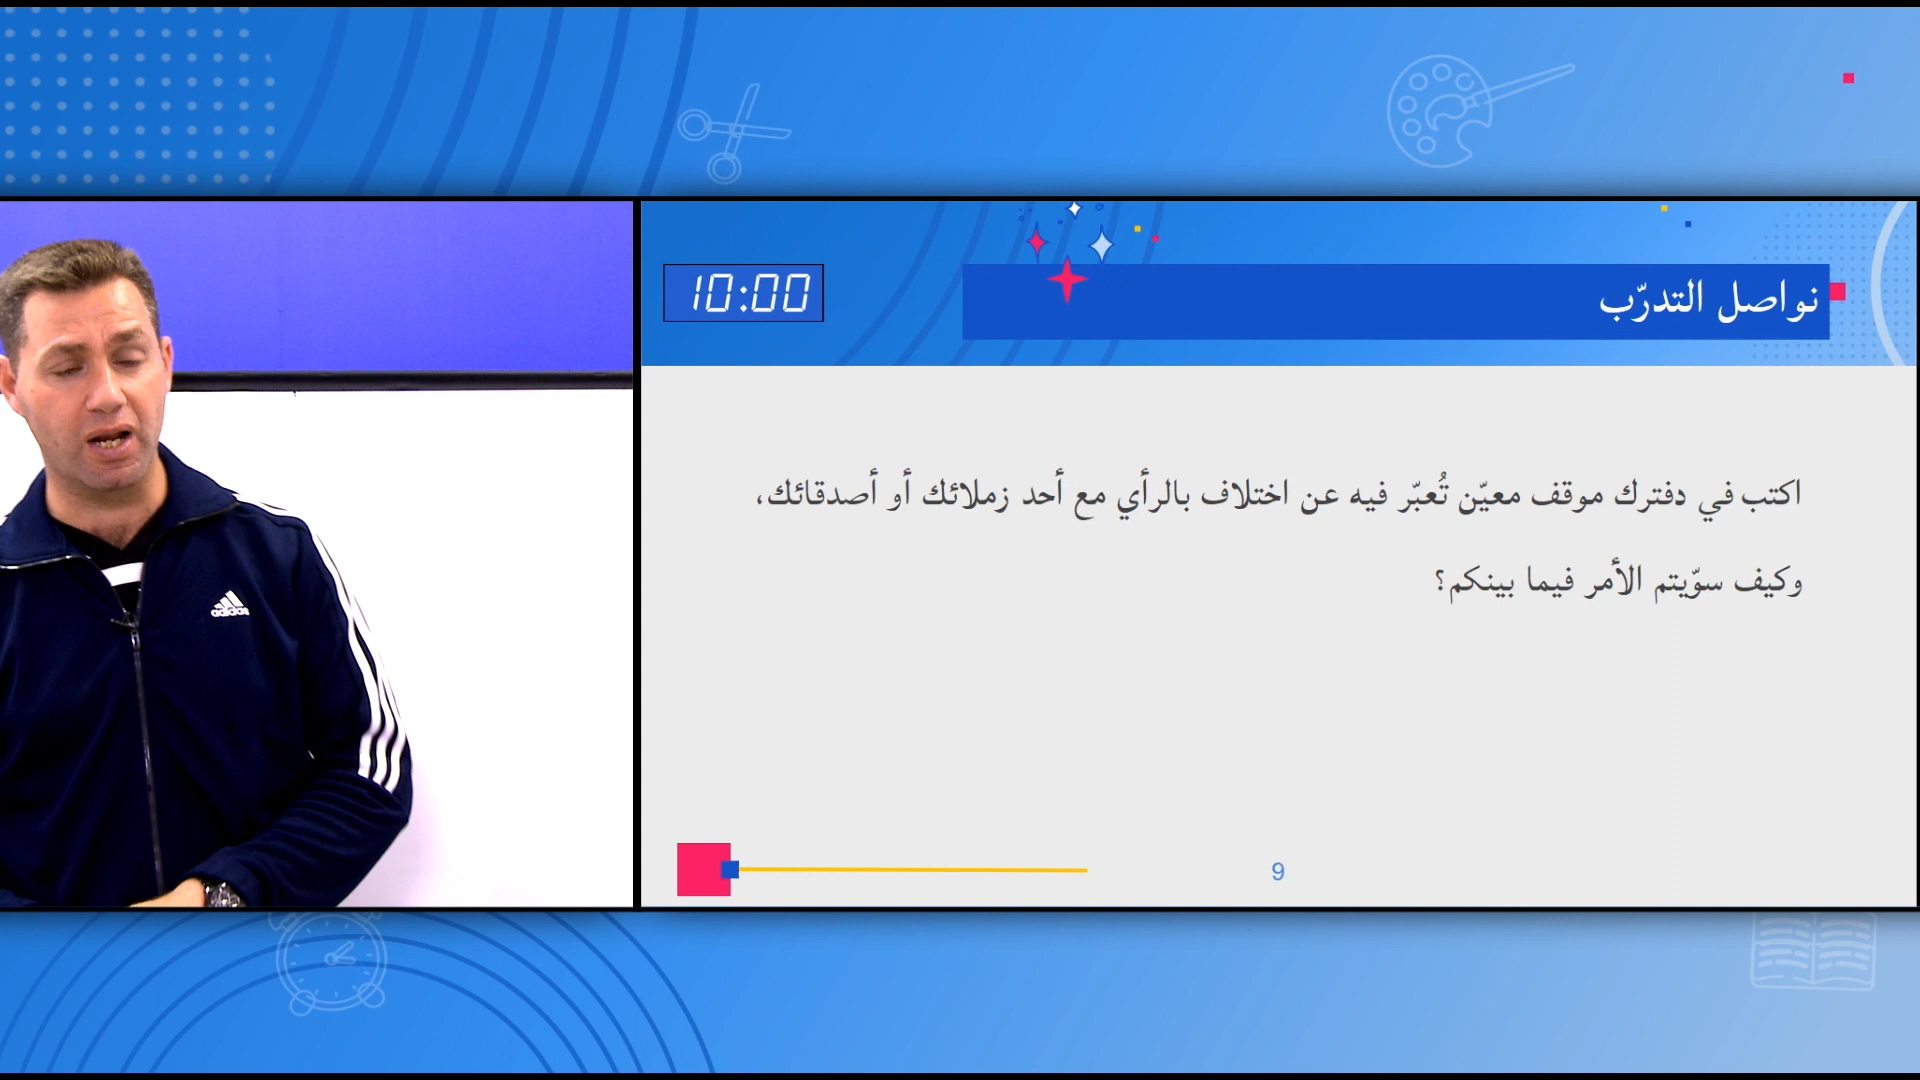 نواصل التدرّب
10:00
اكتب في دفترك موقف معيّن تُعبّر فيه عن اختلاف بالرأي مع أحد زملائك أو أصدقائك،
وكيف سوّيتم الأمر فيما بينكم؟
9
adidas